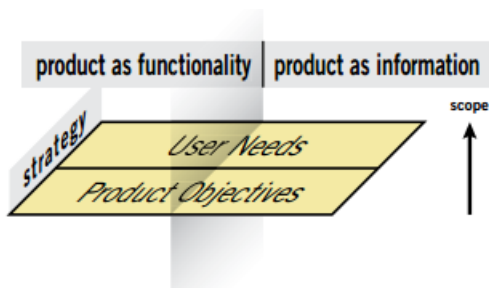 product as functionality product as information
scope
strategy
User Needs
Product Objectives